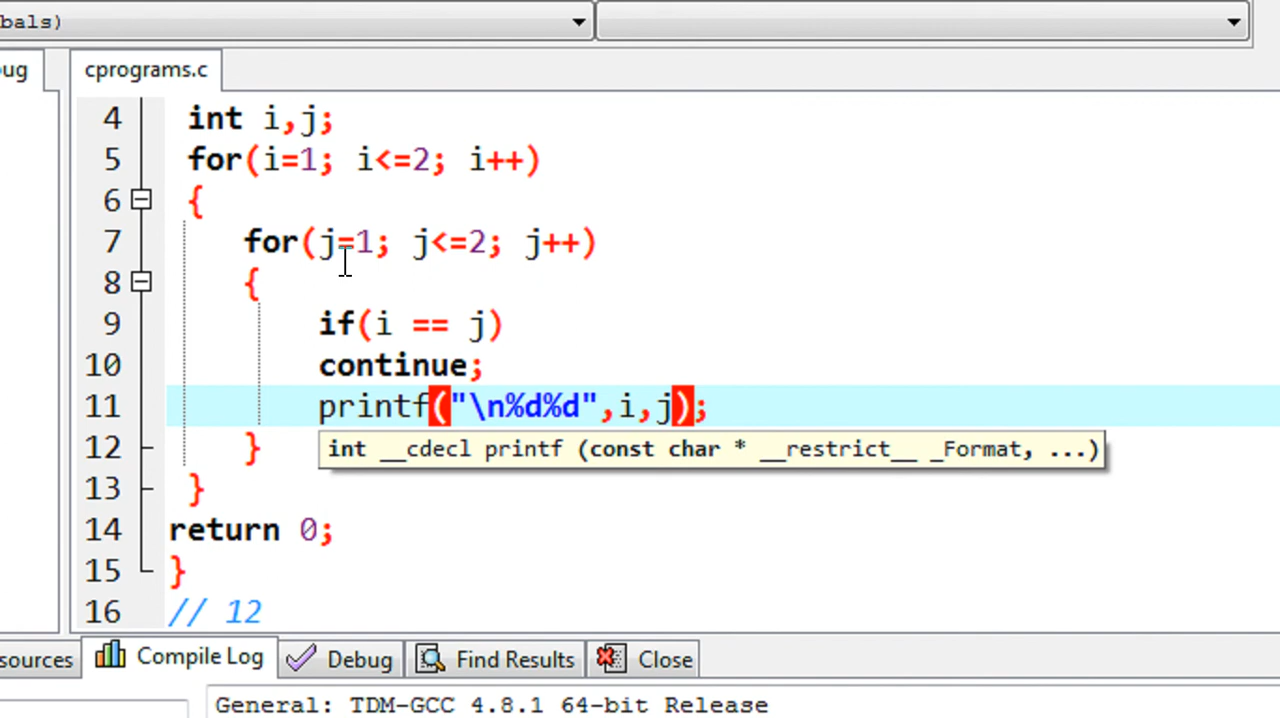 bals)
ug cprograms.c
4 int i,j;
5 for(i=1; i<=2; i++)
6 {
7 for(j=1; j<=2; j++)
8 {
9 if(i == j)
10 continue;
11 printf("\n%d%d",i,j);
12 } int __cdecl printf (const char * __restrict__ _Format, ...)
13 }
14 return 0;
15 }
16 // 12
sources Compile Log Debug Find Results Close
General: TDM-GCC 4.8.1 64-bit Release